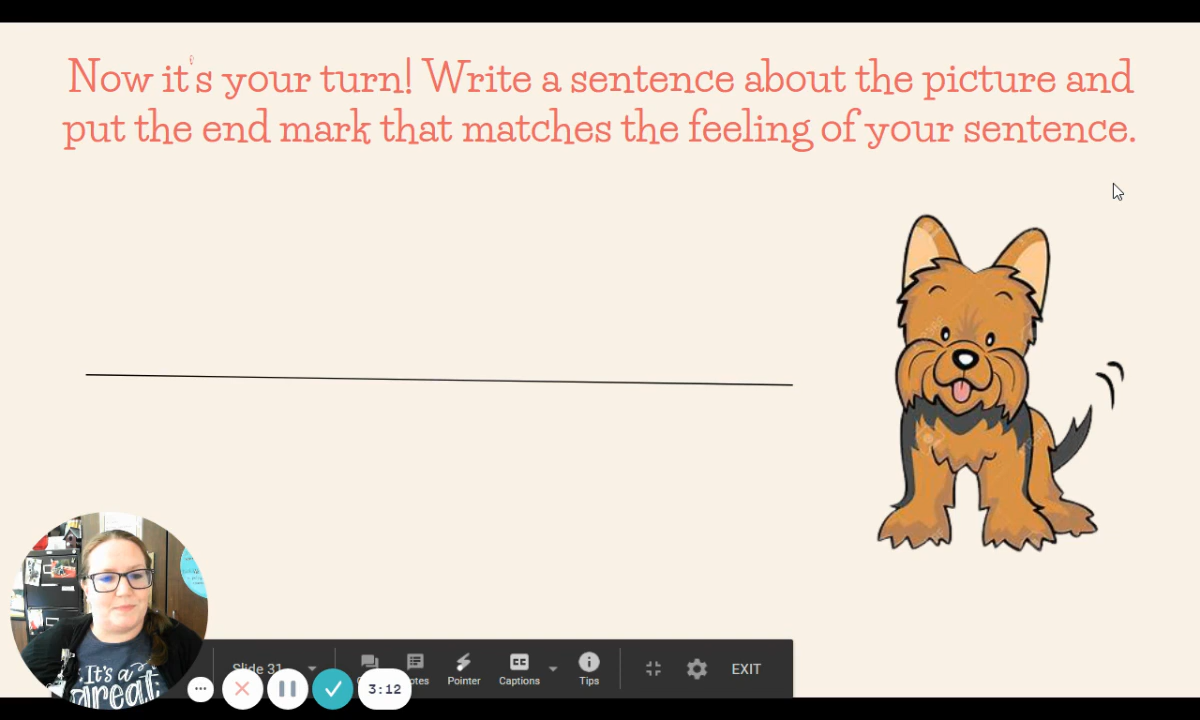 Now it's your turn! Write a sentence about the picture and
put the end mark that matches the feeling of your sentence.
It's a
great
Slide 31
Pointer
CC
Captions
Tips
EXIT
3:12